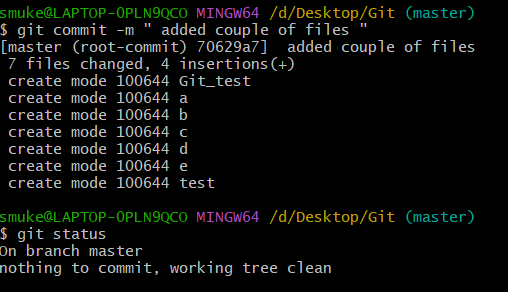 smuke@LAPTOP-0PLN9QCO MINGW64 /d/Desktop/Git (master)
$ git commit -m " added couple of files "
[master (root-commit) 70629a7]  added couple of files
 7 files changed, 4 insertions(+)
 create mode 100644 Git_test
 create mode 100644 a
 create mode 100644 b
 create mode 100644 c
 create mode 100644 d
 create mode 100644 e
 create mode 100644 test
smuke@LAPTOP-0PLN9QCO MINGW64 /d/Desktop/Git (master)
$ git status
On branch master
nothing to commit, working tree clean